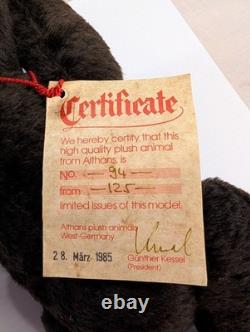 Certificate
We hereby certify that this
high quality plush animal
from Althans, is
NO. — 94 —
from — 125 —
limited issues of this model.
Althans plush animals
West-Germany
28. März 1985
Günther Kessel
(President)